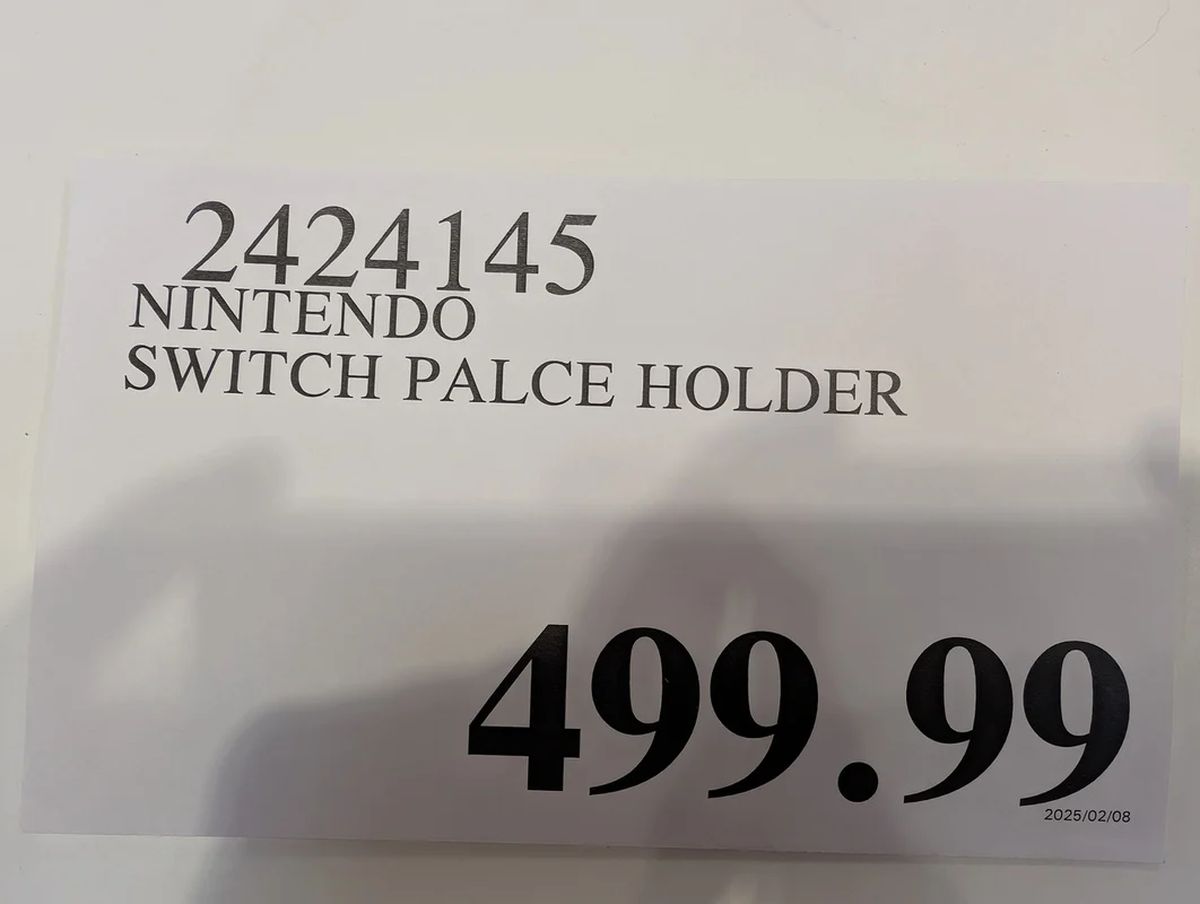 2424145
NINTENDO
SWITCH PALCE HOLDER
499.99
2025/02/08